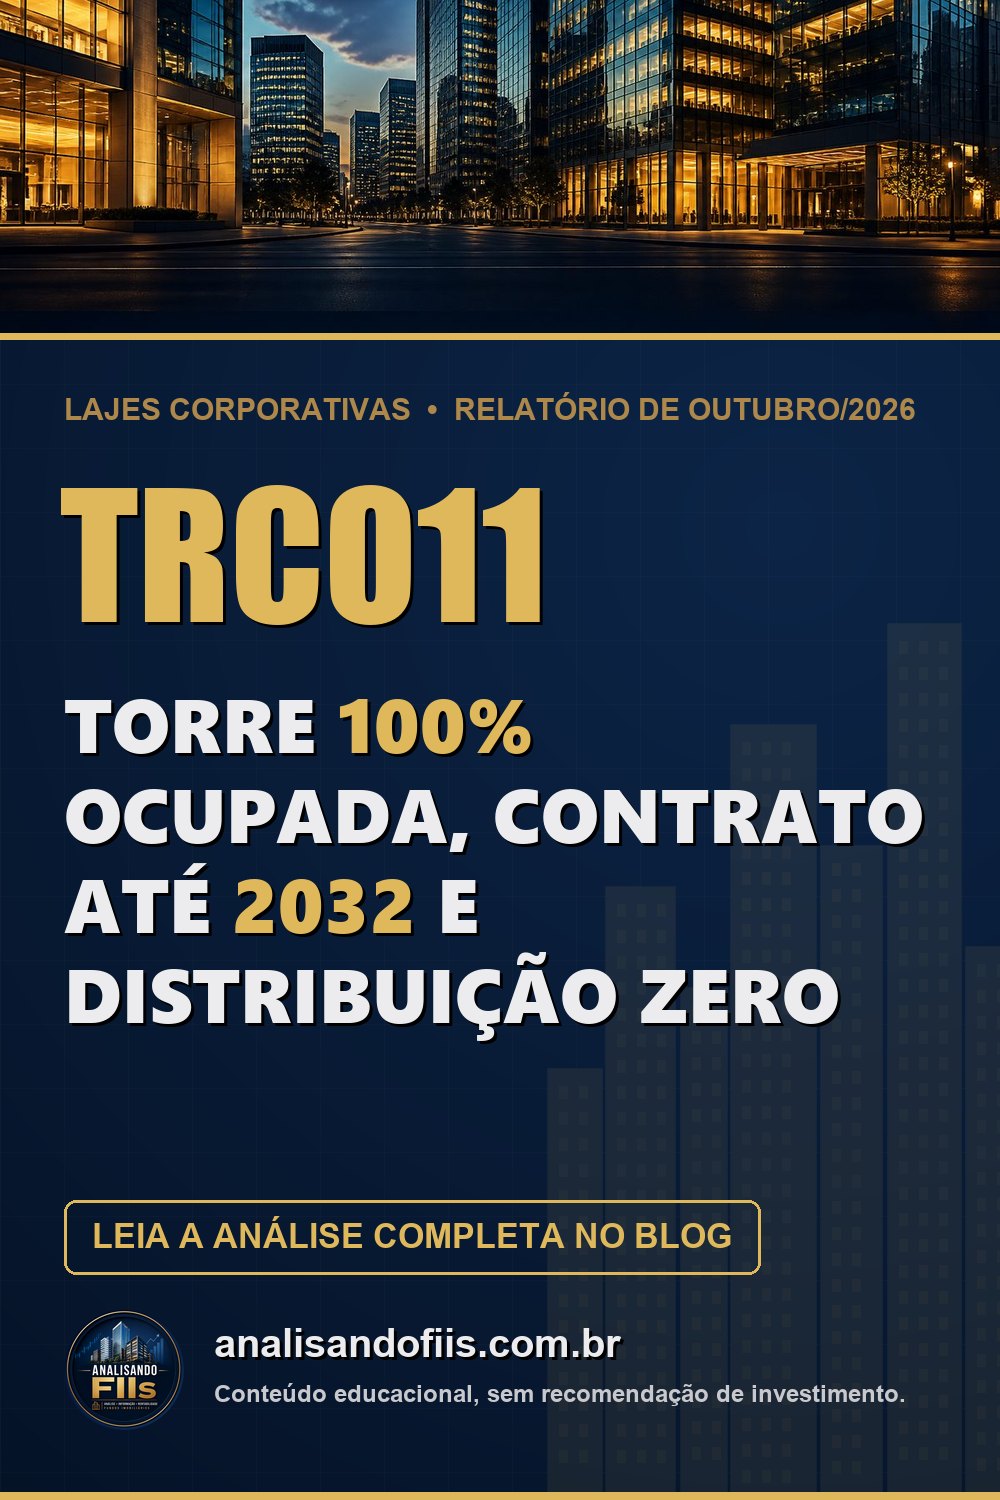 LAJES CORPORATIVAS • RELATÓRIO DE OUTUBRO/2026
TRCO11
TORRE 100%
OCUPADA, CONTRATO
ATÉ 2032 E
DISTRIBUIÇÃO ZERO
LEIA A ANÁLISE COMPLETA NO BLOG
ANALISANDO
FIIs
analisandofiis.com.br
Conteúdo educacional, sem recomendação de investimento.